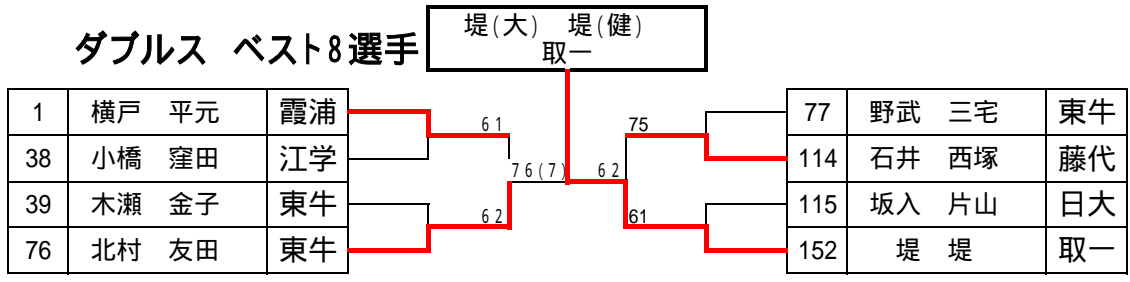 堤(大) 堤(健)
取一
ダブルス ベスト8選手
1 横戸 平元 霞浦
38 小橋 窪田 江学
39 木瀬 金子 東牛
76 北村 友田 東牛
61
76(7)
62
75
62
61
77 野武 三宅 東牛
114 石井 西塚 藤代
115 坂入 片山 日大
152 堤 堤 取一